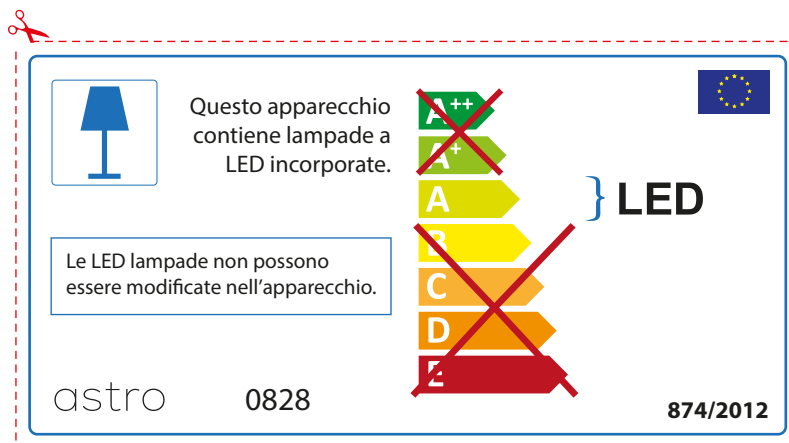 Questo apparecchio
contiene lampade a
LED incorporate.
A++
A+
A
LED
B
C
D
E
Le LED lampade non possono
essere modificate nell'apparecchio.
astro
0828
874/2012